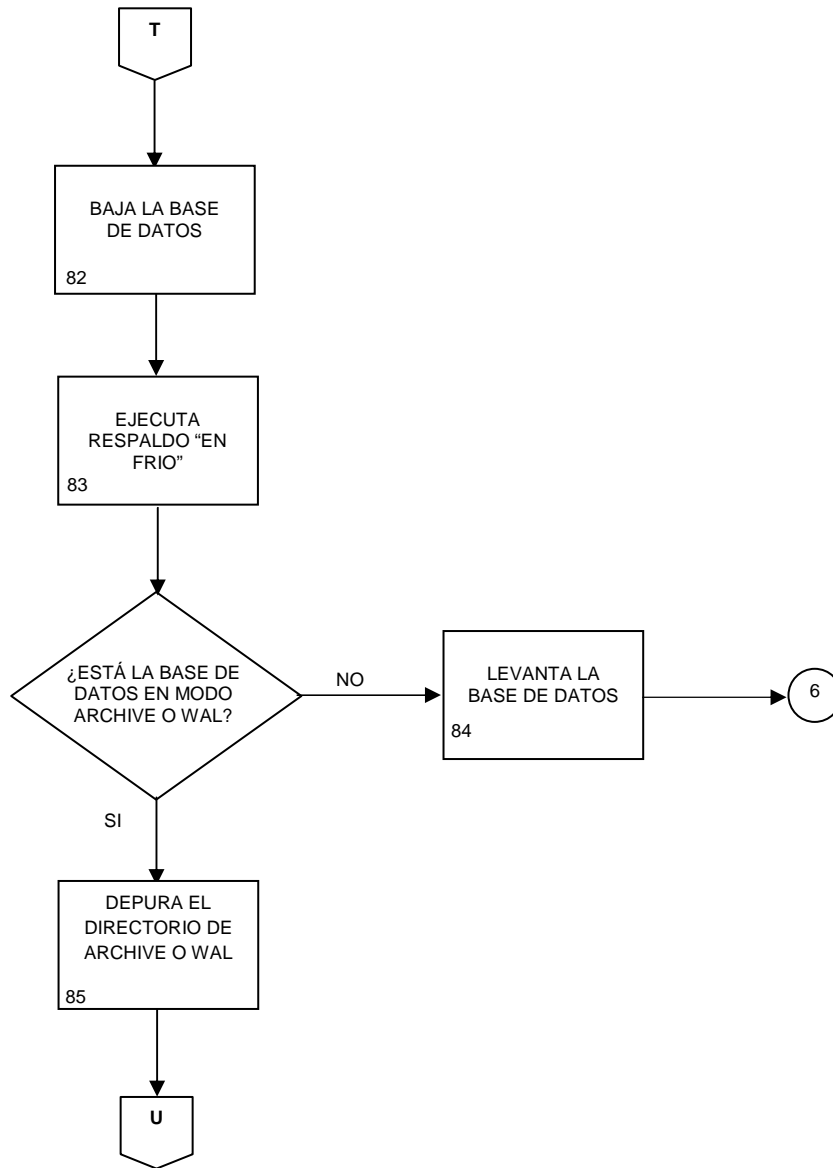 T
BAJA LA BASE
DE DATOS
82
EJECUTA
RESPALDO “EN
FRIO”
83
¿ESTÁ LA BASE DE
DATOS EN MODO
ARCHIVE O WAL?
NO
LEVANTA LA
BASE DE DATOS
84
6
SI
DEPURA EL
DIRECTORIO DE
ARCHIVE O WAL
85
U